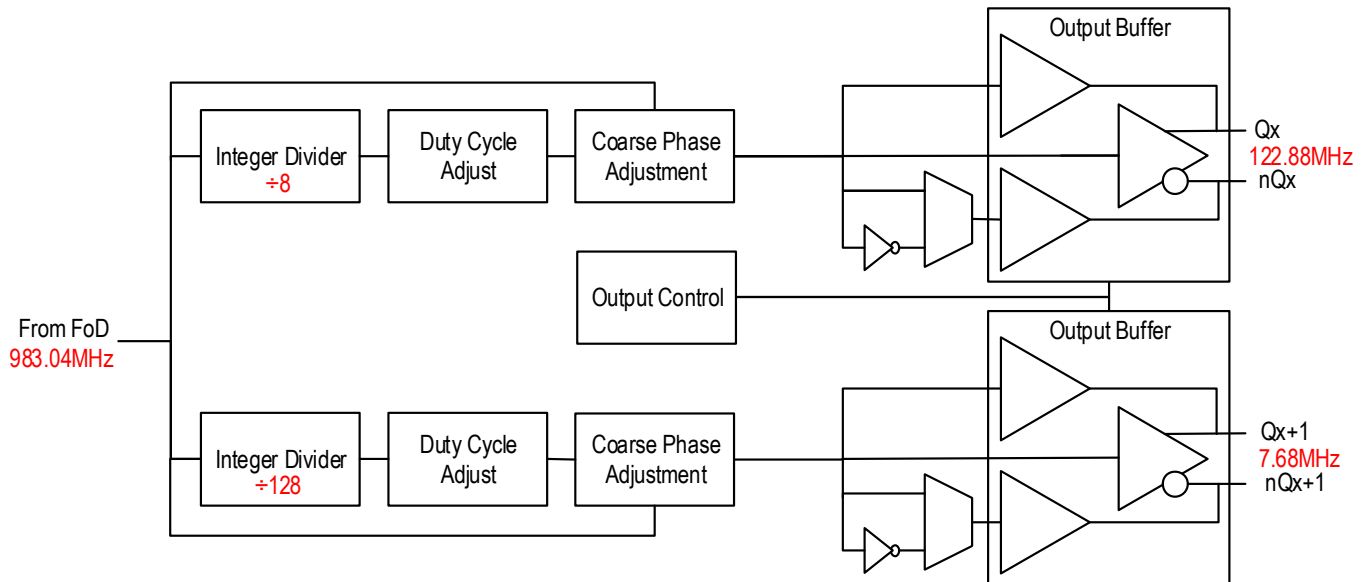 Output Buffer
Integer Divider
÷8
Duty Cycle
Adjust
Coarse Phase
Adjustment
Qx
122.88MHz
nQx
Output Control
From FoD
983.04MHz
Output Buffer
Integer Divider
÷128
Duty Cycle
Adjust
Coarse Phase
Adjustment
Qx+1
7.68MHz
nQx+1